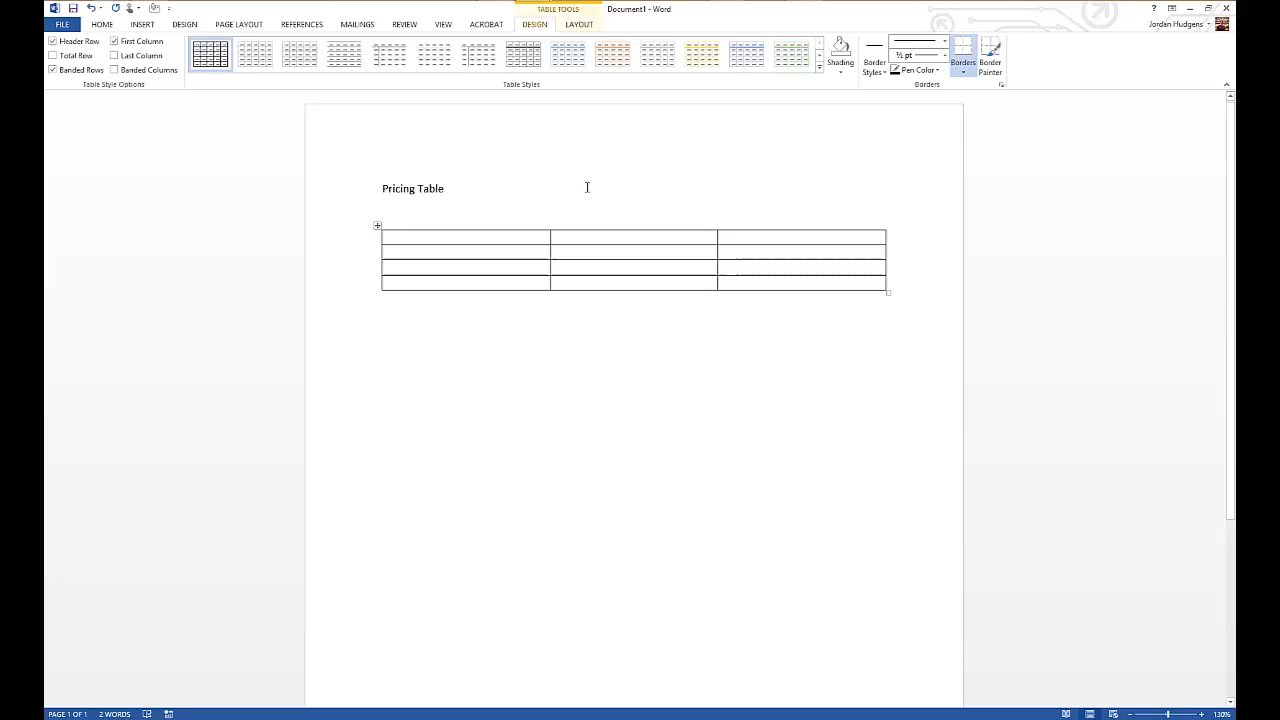 TABLE TOOLS
Document1 - Word
?
FILE
HOME
INSERT
DESIGN
PAGE LAYOUT
REFERENCES
MAILINGS
REVIEW
VIEW
ACROBAT
DESIGN
LAYOUT
Jordan Hudgens
Header Row
First Column
Total Row
Last Column
Banded Rows
Banded Columns
Table Style Options
Table Styles
Shading
Border
Styles
½ pt
Pen Color
Borders
Border
Painter
Borders
Pricing Table
PAGE 1 OF 1
2 WORDS
130%